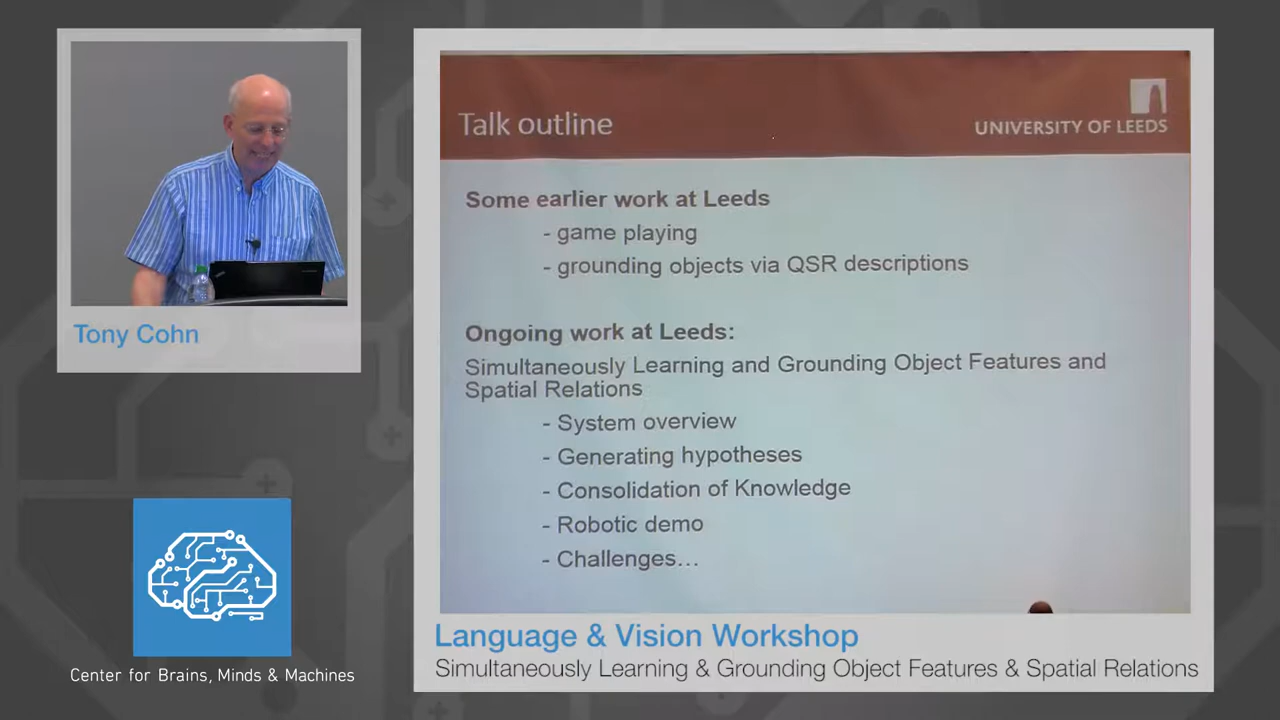 Talk outline
UNIVERSITY OF LEEDS
Some earlier work at Leeds
- game playing
- grounding objects via QSR descriptions
Ongoing work at Leeds:
Simultaneously Learning and Grounding Object Features and
Spatial Relations
- System overview
- Generating hypotheses
- Consolidation of Knowledge
- Robotic demo
- Challenges...
Tony Cohn
Center for Brains, Minds & Machines
Language & Vision Workshop
Simultaneously Learning & Grounding Object Features & Spatial Relations